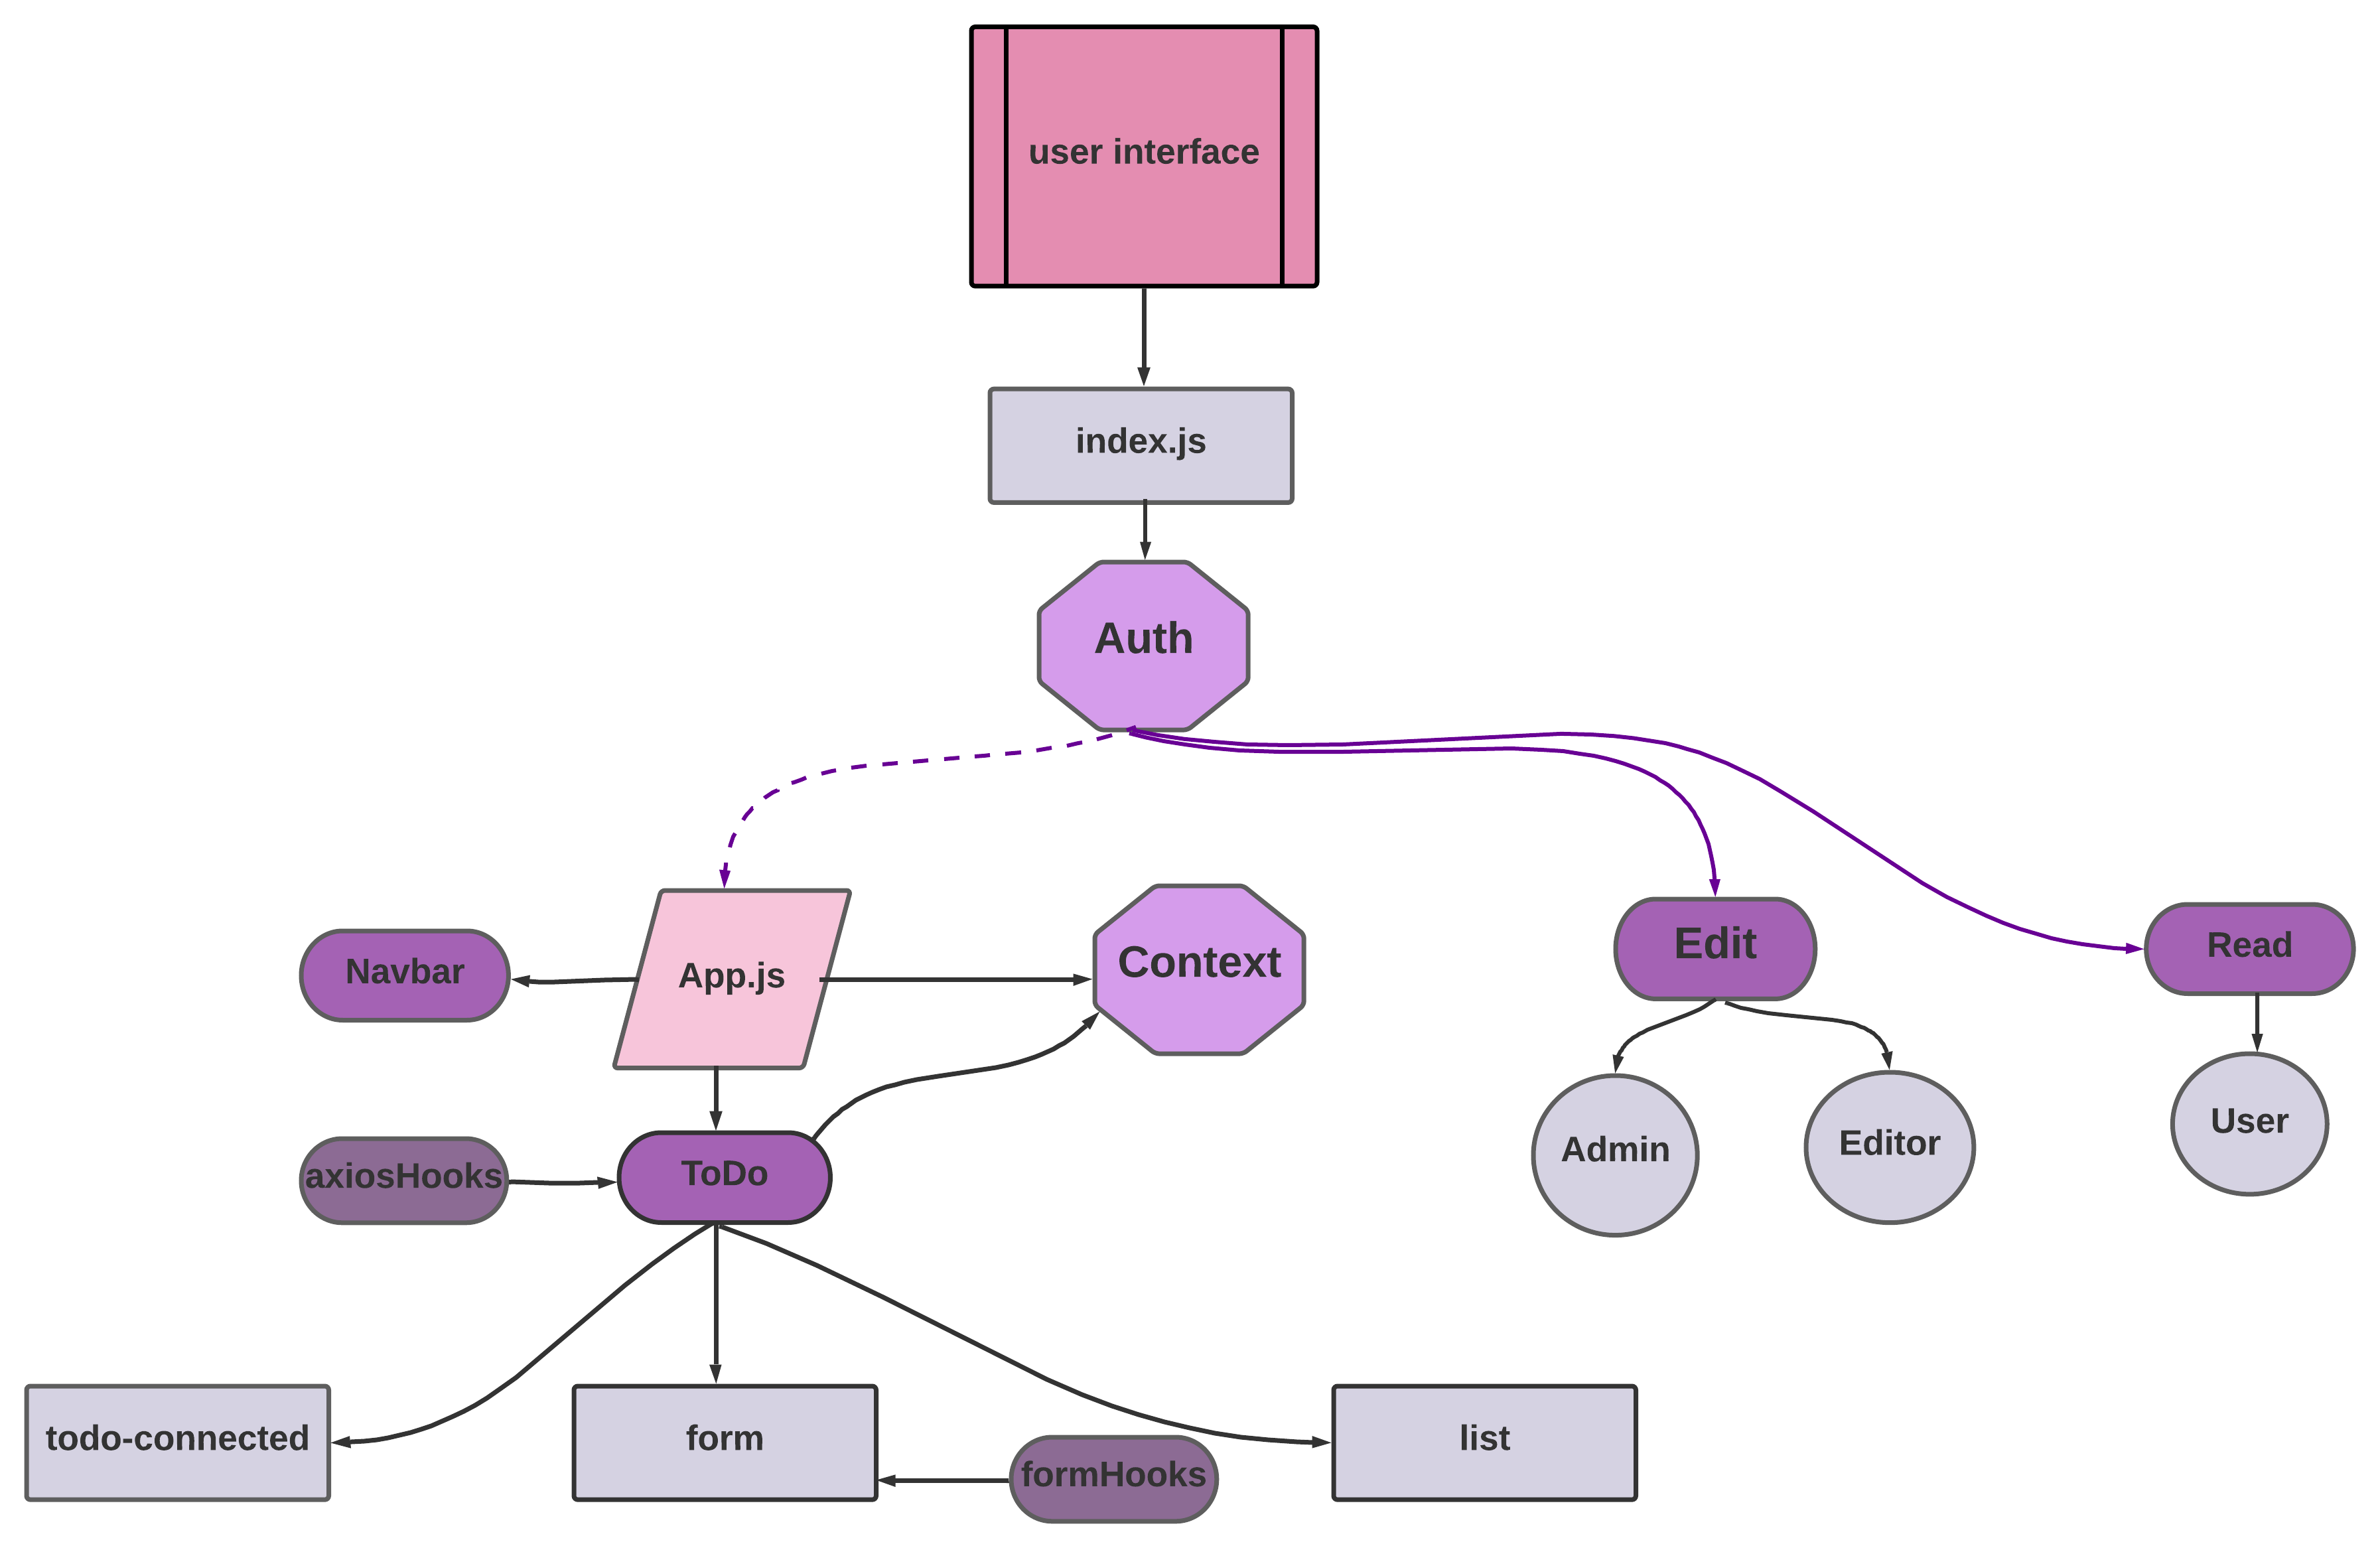 user interface
index.js
Auth
Navbar
App.js
Context
Edit
Read
axiosHooks
ToDo
Admin
Editor
User
todo-connected
form
formHooks
list